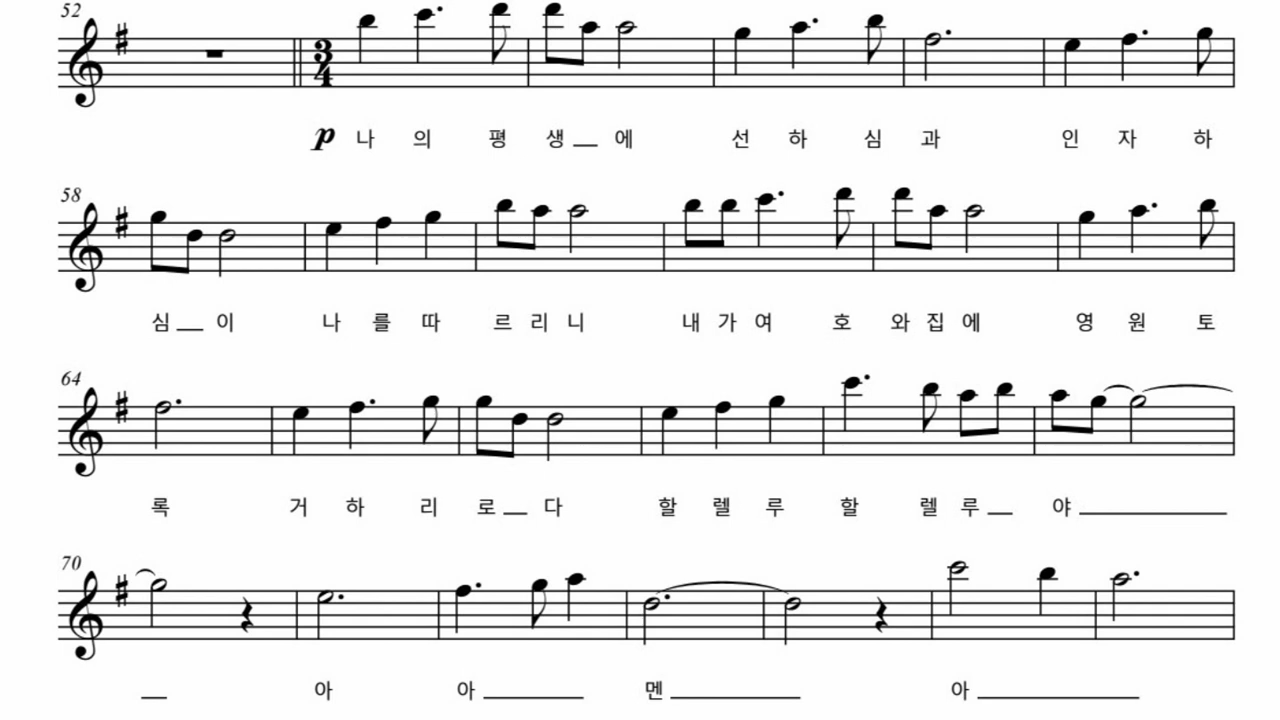 52
3
4
p 나 의 평 생 에 선 하 심 과 인 자 하
58
심 이 나 를 따 르 리 니 내 가 여 호 와 집 에 영 원 토
64
록 거 하 리 로 다 할 렐 루 할 렐 루 야
70
아 아 멘 아